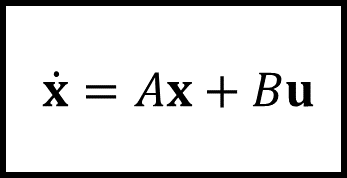 ẋ = Ax + Bu